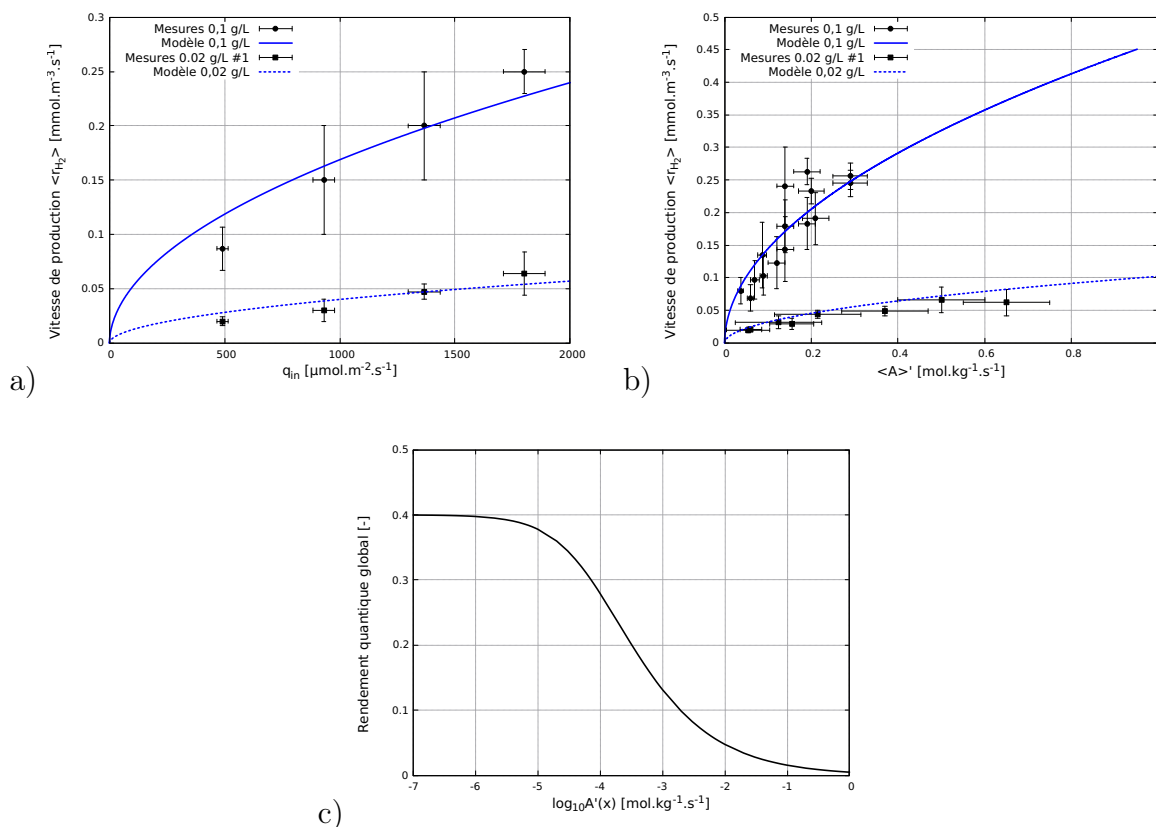 0.3
0.25
0.2
0.15
0.1
0.05
0
Vitesse de production <r_H2> [mmol.m⁻³.s⁻¹]
Mesures 0,1 g/L
Modèle 0,1 g/L
Mesures 0.02 g/L #1
Modèle 0,02 g/L
0 500 1000 1500 2000
q_in [µmol.m⁻².s⁻¹]
a)
0.5
0.45
0.4
0.35
0.3
0.25
0.2
0.15
0.1
0.05
0
Vitesse de production <r_H2> [mmol.m⁻³.s⁻¹]
Mesures 0,1 g/L
Modèle 0,1 g/L
Mesures 0.02 g/L #1
Modèle 0,02 g/L
0 0.2 0.4 0.6 0.8 1
<A>' [mol.kg⁻¹.s⁻¹]
b)
0.5
0.4
0.3
0.2
0.1
0
Rendement quantique global [-]
-7 -6 -5 -4 -3 -2 -1 0
log₁₀A'(x) [mol.kg⁻¹.s⁻¹]
c)